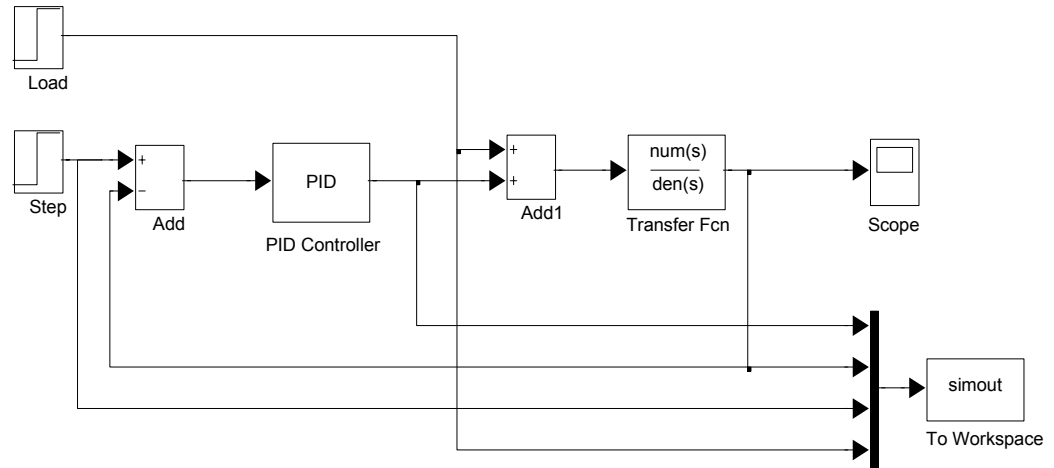 Load
Step
+
−
Add
PID
PID Controller
+
+
Add1
num(s)
den(s)
Transfer Fcn
Scope
simout
To Workspace